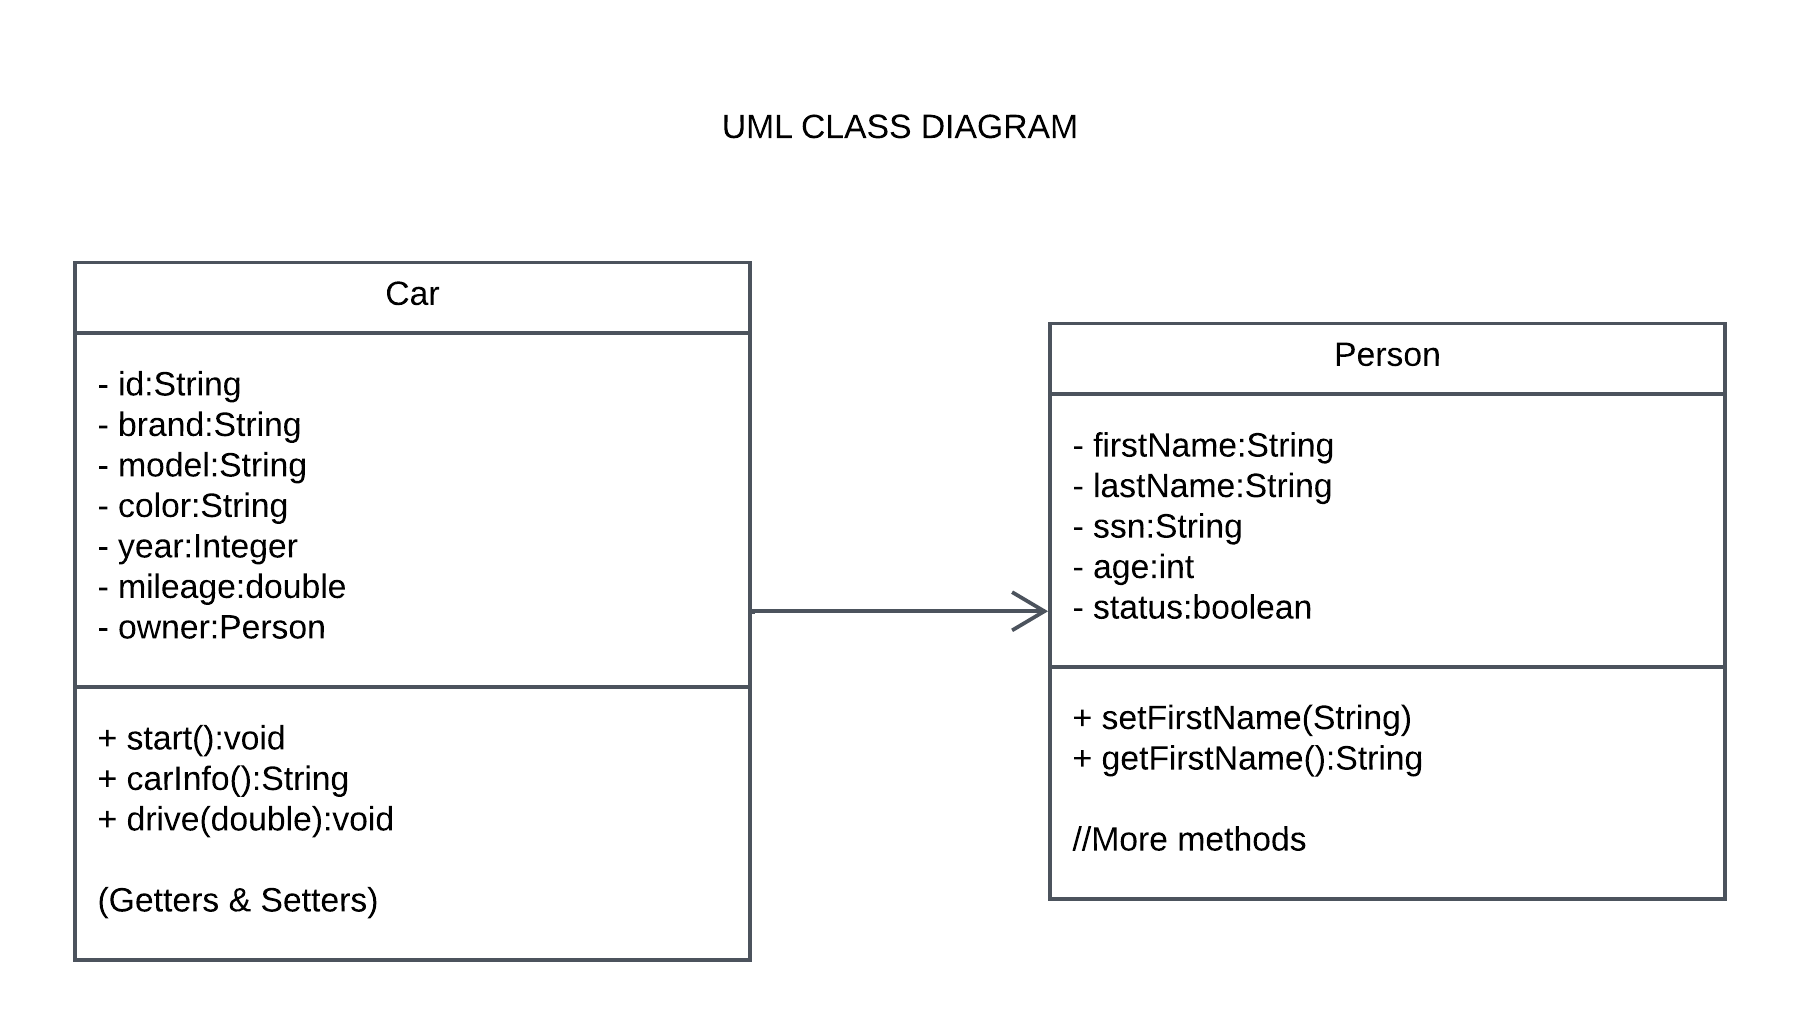 UML CLASS DIAGRAM
Car
- id:String
- brand:String
- model:String
- color:String
- year:Integer
- mileage:double
- owner:Person
+ start():void
+ carInfo():String
+ drive(double):void
(Getters & Setters)
Person
- firstName:String
- lastName:String
- ssn:String
- age:int
- status:boolean
+ setFirstName(String)
+ getFirstName():String
//More methods